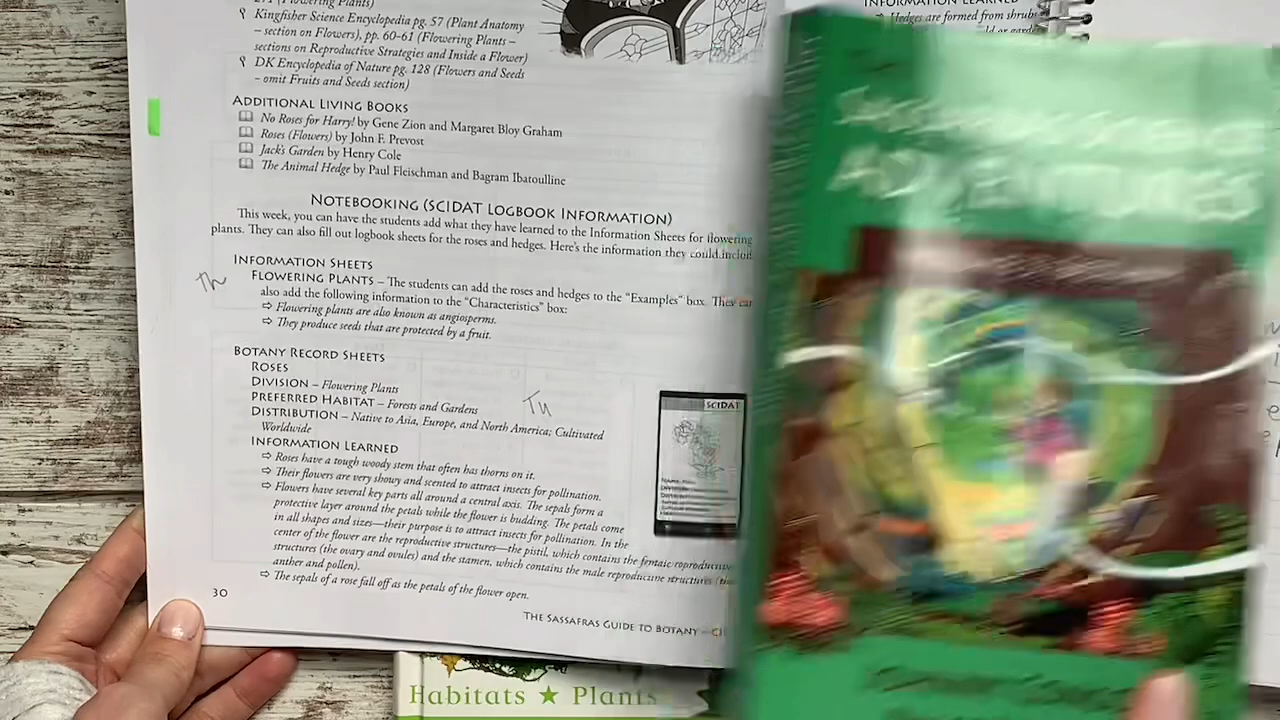 271 (Flowering Plants)
Kingfisher Science Encyclopedia pg. 57 (Plant Anatomy
– section on Flowers), pp. 60-61 (Flowering Plants –
sections on Reproductive Strategies and Inside a Flower)
DK Encyclopedia of Nature pg. 128 (Flowers and Seeds
– omit Fruits and Seeds section)
Additional Living Books
No Roses for Harry! by Gene Zion and Margaret Bloy Graham
Roses (Flowers) by John F. Prevost
Jack's Garden by Henry Cole
The Animal Hedge by Paul Fleischman and Bagram Ibatoulline
Notebooking (SCIDAT Logbook Information)
This week, you can have the students add what they have learned to the Information Sheets for flowering
plants. They can also fill out logbook sheets for the roses and hedges. Here's the information they could includ
Information Sheets
Th
Flowering Plants – The students can add the roses and hedges to the "Examples" box. They can
also add the following information to the "Characteristics" box:
⇨ Flowering plants are also known as angiosperms.
⇨ They produce seeds that are protected by a fruit.
Botany Record Sheets
Roses
Division – Flowering Plants
Preferred Habitat – Forests and Gardens
Tu
Distribution – Native to Asia, Europe, and North America; Cultivated
Worldwide
Information Learned
⇨ Roses have a tough woody stem that often has thorns on it.
⇨ Their flowers are very showy and scented to attract insects for pollination.
⇨ Flowers have several key parts all around a central axis. The sepals form a
protective layer around the petals while the flower is budding. The petals come
in all shapes and sizes—their purpose is to attract insects for pollination. In the
center of the flower are the reproductive structures—the pistil, which contains the female reproductive
structures (the ovary and ovules) and the stamen, which contains the male reproductive structures (the
anther and pollen).
⇨ The sepals of a rose fall off as the petals of the flower open.
30
The Sassafras Guide to Botany
SCIDAT
Habitats ★ Plants
Information Learned
⇨ Hedges are formed from shrub